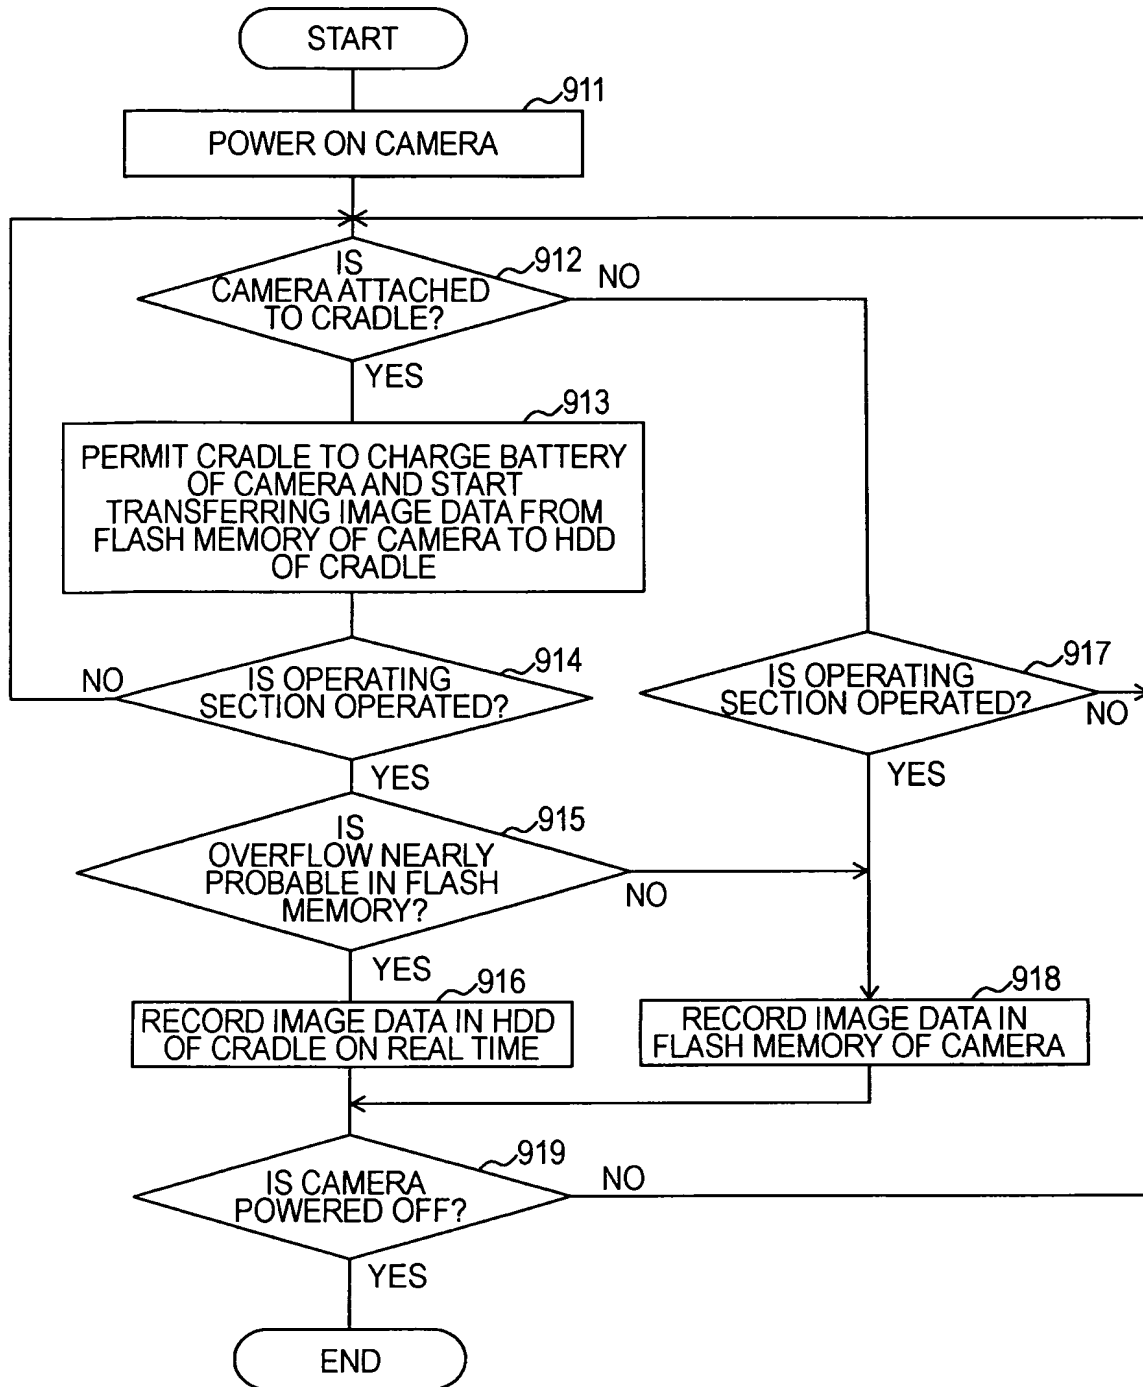 START
911
POWER ON CAMERA
IS
CAMERA ATTACHED
TO CRADLE?
912
NO
YES
913
PERMIT CRADLE TO CHARGE BATTERY
OF CAMERA AND START
TRANSFERRING IMAGE DATA FROM
FLASH MEMORY OF CAMERA TO HDD
OF CRADLE
NO
IS OPERATING
SECTION OPERATED?
914
YES
IS OPERATING
SECTION OPERATED?
917
NO
YES
IS
OVERFLOW NEARLY
PROBABLE IN FLASH
MEMORY?
915
NO
YES
916
RECORD IMAGE DATA IN HDD
OF CRADLE ON REAL TIME
918
RECORD IMAGE DATA IN
FLASH MEMORY OF CAMERA
IS CAMERA
POWERED OFF?
919
NO
YES
END